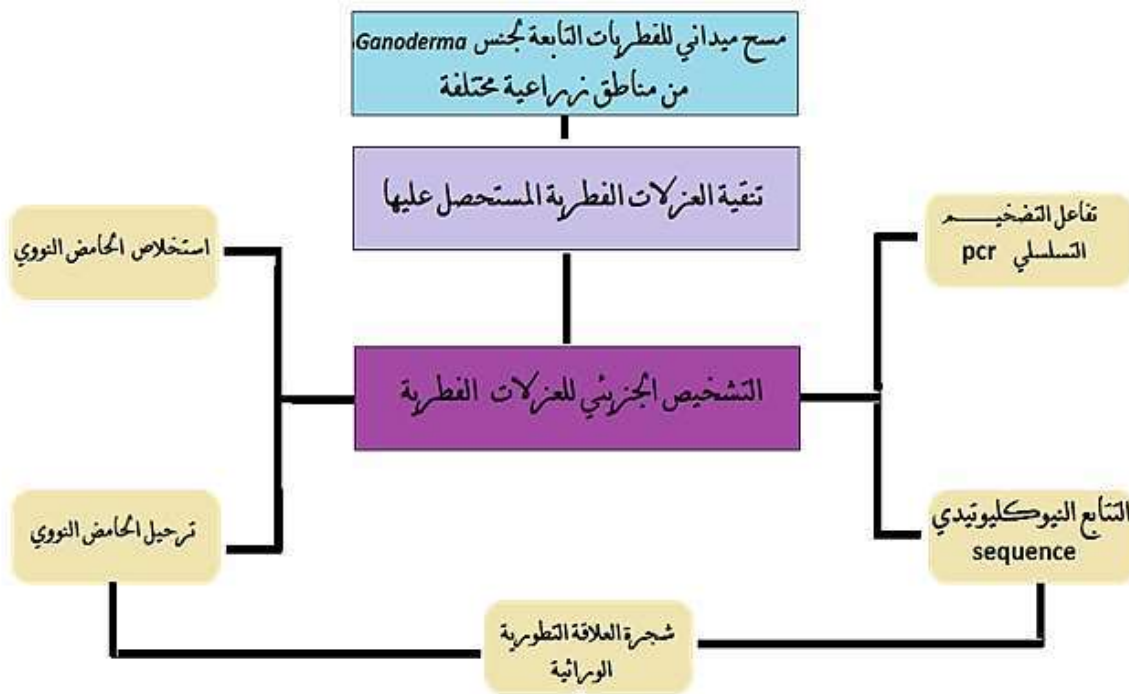 مسح ميداني للفطريات التابعة لجنس Ganoderma
من مناطق زراعية مختلفة
تنقية العزلات الفطرية المستحصل عليها
استخلاص الحامض النووي
تفاعل التضخيــــــم
التسلسلي pcr
التشخيص الجزيئي للعزلات الفطرية
ترحيل الحامض النووي
التتابع النيوكليوتيدي
sequence
شجرة العلاقة التطورية
الوراثية